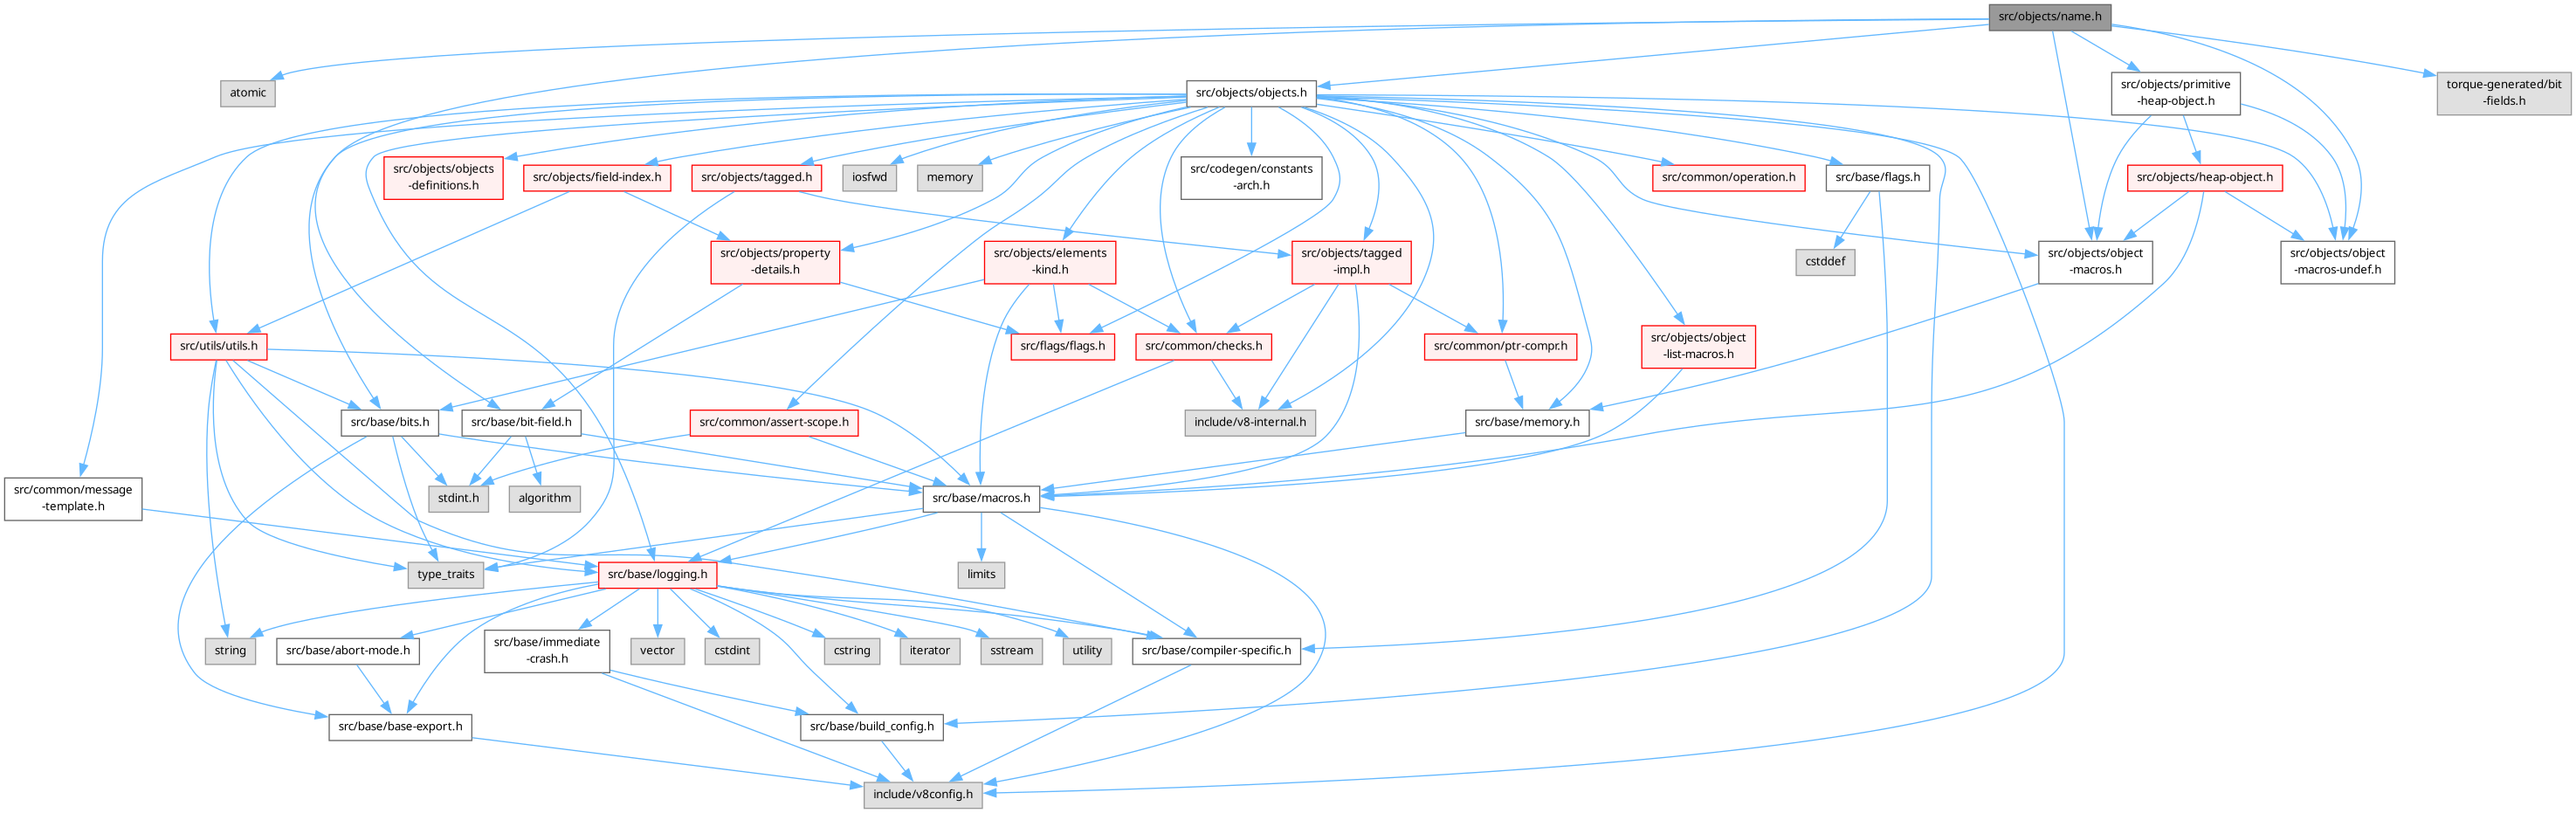 src/objects/name.h
atomic
src/objects/objects.h
src/objects/primitive
-heap-object.h
torque-generated/bit
-fields.h
src/objects/objects
-definitions.h
src/objects/field-index.h
src/objects/tagged.h
iosfwd
memory
src/codegen/constants
-arch.h
src/common/operation.h
src/base/flags.h
src/objects/heap-object.h
src/objects/property
-details.h
src/objects/elements
-kind.h
src/objects/tagged
-impl.h
cstddef
src/objects/object
-macros.h
src/objects/object
-macros-undef.h
src/utils/utils.h
src/flags/flags.h
src/common/checks.h
src/common/ptr-compr.h
src/objects/object
-list-macros.h
src/base/bits.h
src/base/bit-field.h
src/common/assert-scope.h
include/v8-internal.h
src/base/memory.h
src/common/message
-template.h
stdint.h
algorithm
src/base/macros.h
type_traits
src/base/logging.h
limits
string
src/base/abort-mode.h
src/base/immediate
-crash.h
vector
cstdint
cstring
iterator
sstream
utility
src/base/compiler-specific.h
src/base/base-export.h
src/base/build_config.h
include/v8config.h